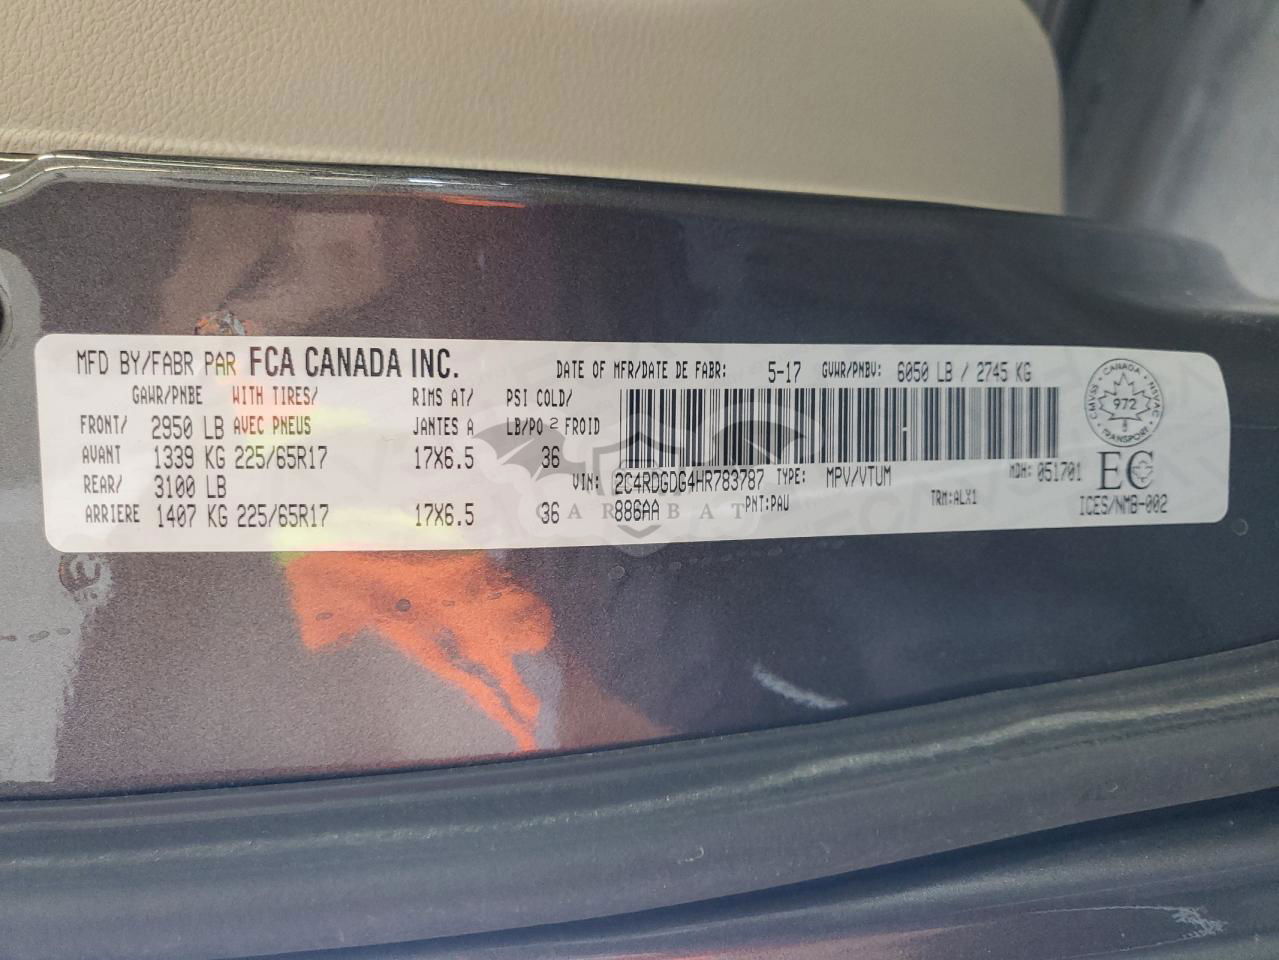 MFD BY/FABR PAR FCA CANADA INC. DATE OF MFR/DATE DE FABR: 5-17 GVWR/PNBV: 6050 LB / 2745 KG
GAWR/PNBE WITH TIRES/ RIMS AT/ PSI COLD/
FRONT/ 2950 LB AVEC PNEUS JANTES A LB/PO 2 FROID
AVANT 1339 KG 225/65R17 17X6.5 36
REAR/ 3100 LB VIN: 2C4RDGDG4HR783787 TYPE: MPV/VTUM MDH: 051701
ARRIERE 1407 KG 225/65R17 17X6.5 36 886AA PNT:PAU TRM:ALX1
CANADA
CMVSS NSVAC
972
8
TRANSPORT
EC
ICES/NMB-002